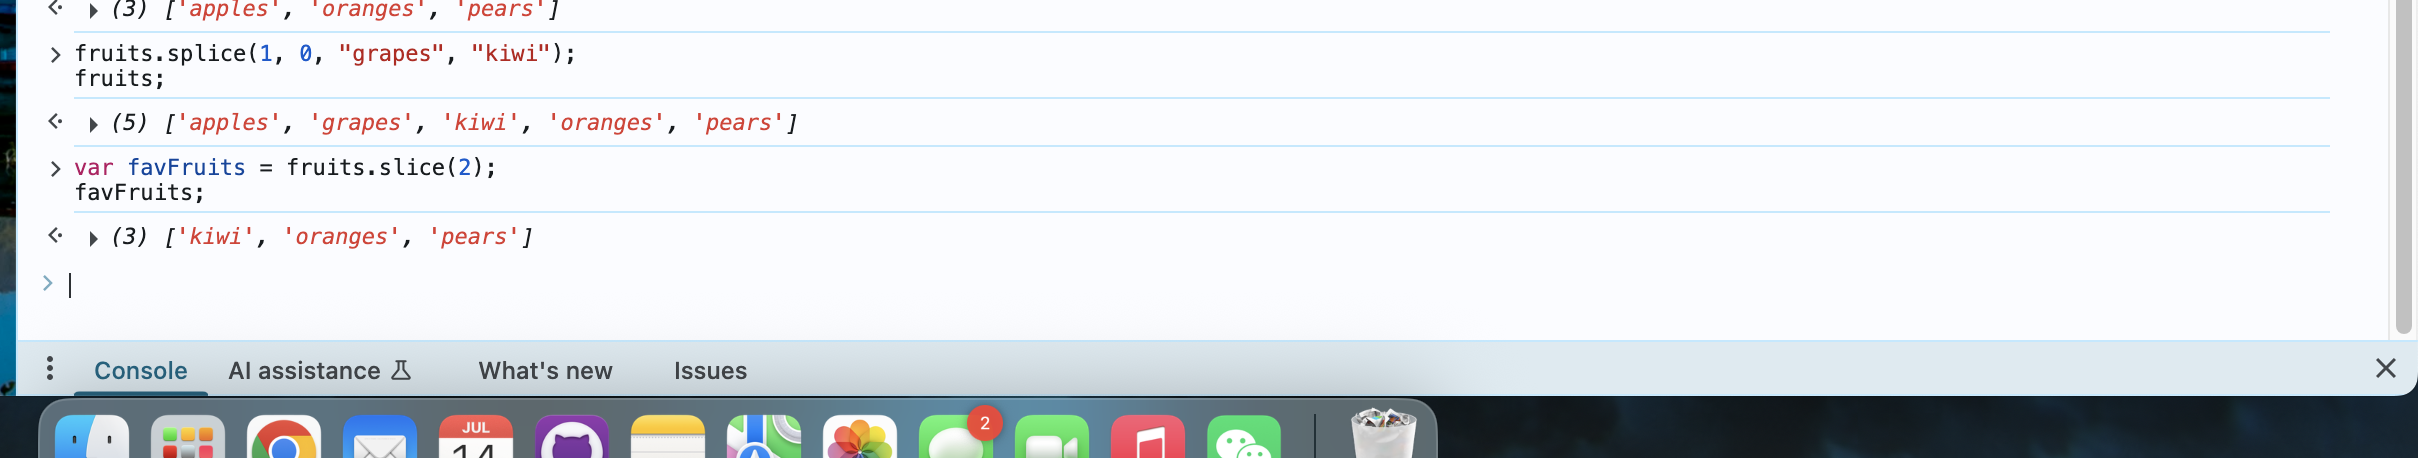 (3) ['apples', 'oranges', 'pears']
fruits.splice(1, 0, "grapes", "kiwi");
fruits;
(5) ['apples', 'grapes', 'kiwi', 'oranges', 'pears']
var favFruits = fruits.slice(2);
favFruits;
(3) ['kiwi', 'oranges', 'pears']
Console AI assistance What's new Issues
2
JUL
14